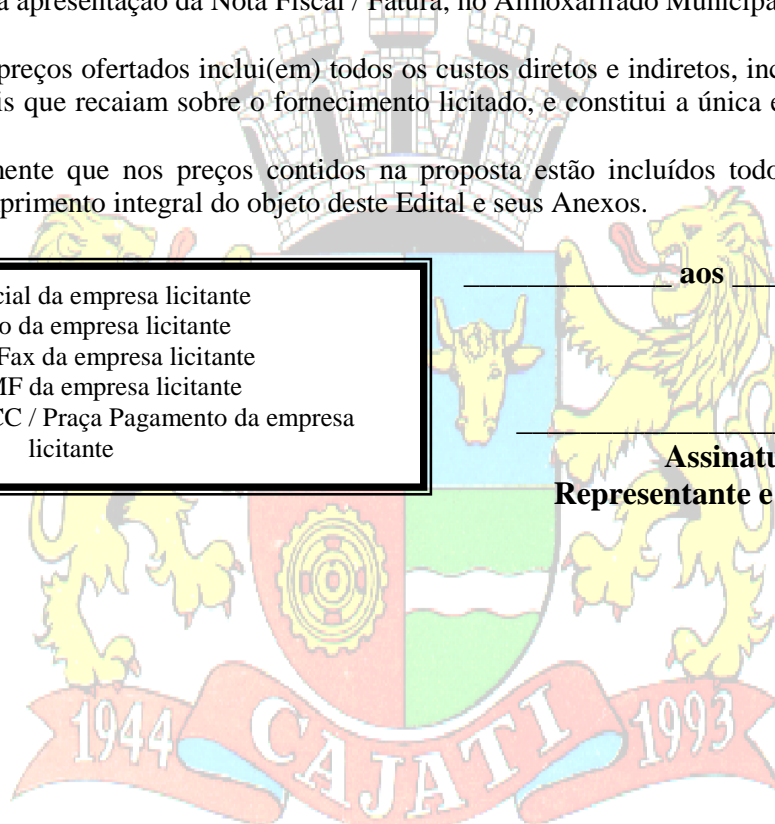 a apresentação da Nota Fiscal / Fatura, no Almoxarifado Municipa
preços ofertados inclui(em) todos os custos diretos e indiretos, inc
is que recaiam sobre o fornecimento licitado, e constitui a única e
mente que nos preços contidos na proposta estão incluídos todo
primento integral do objeto deste Edital e seus Anexos.
cial da empresa licitante
o da empresa licitante
Fax da empresa licitante
MF da empresa licitante
CC / Praça Pagamento da empresa
licitante
_____________ aos ____
_________________
Assinatu
Representante e
1944 CAJATI 1993